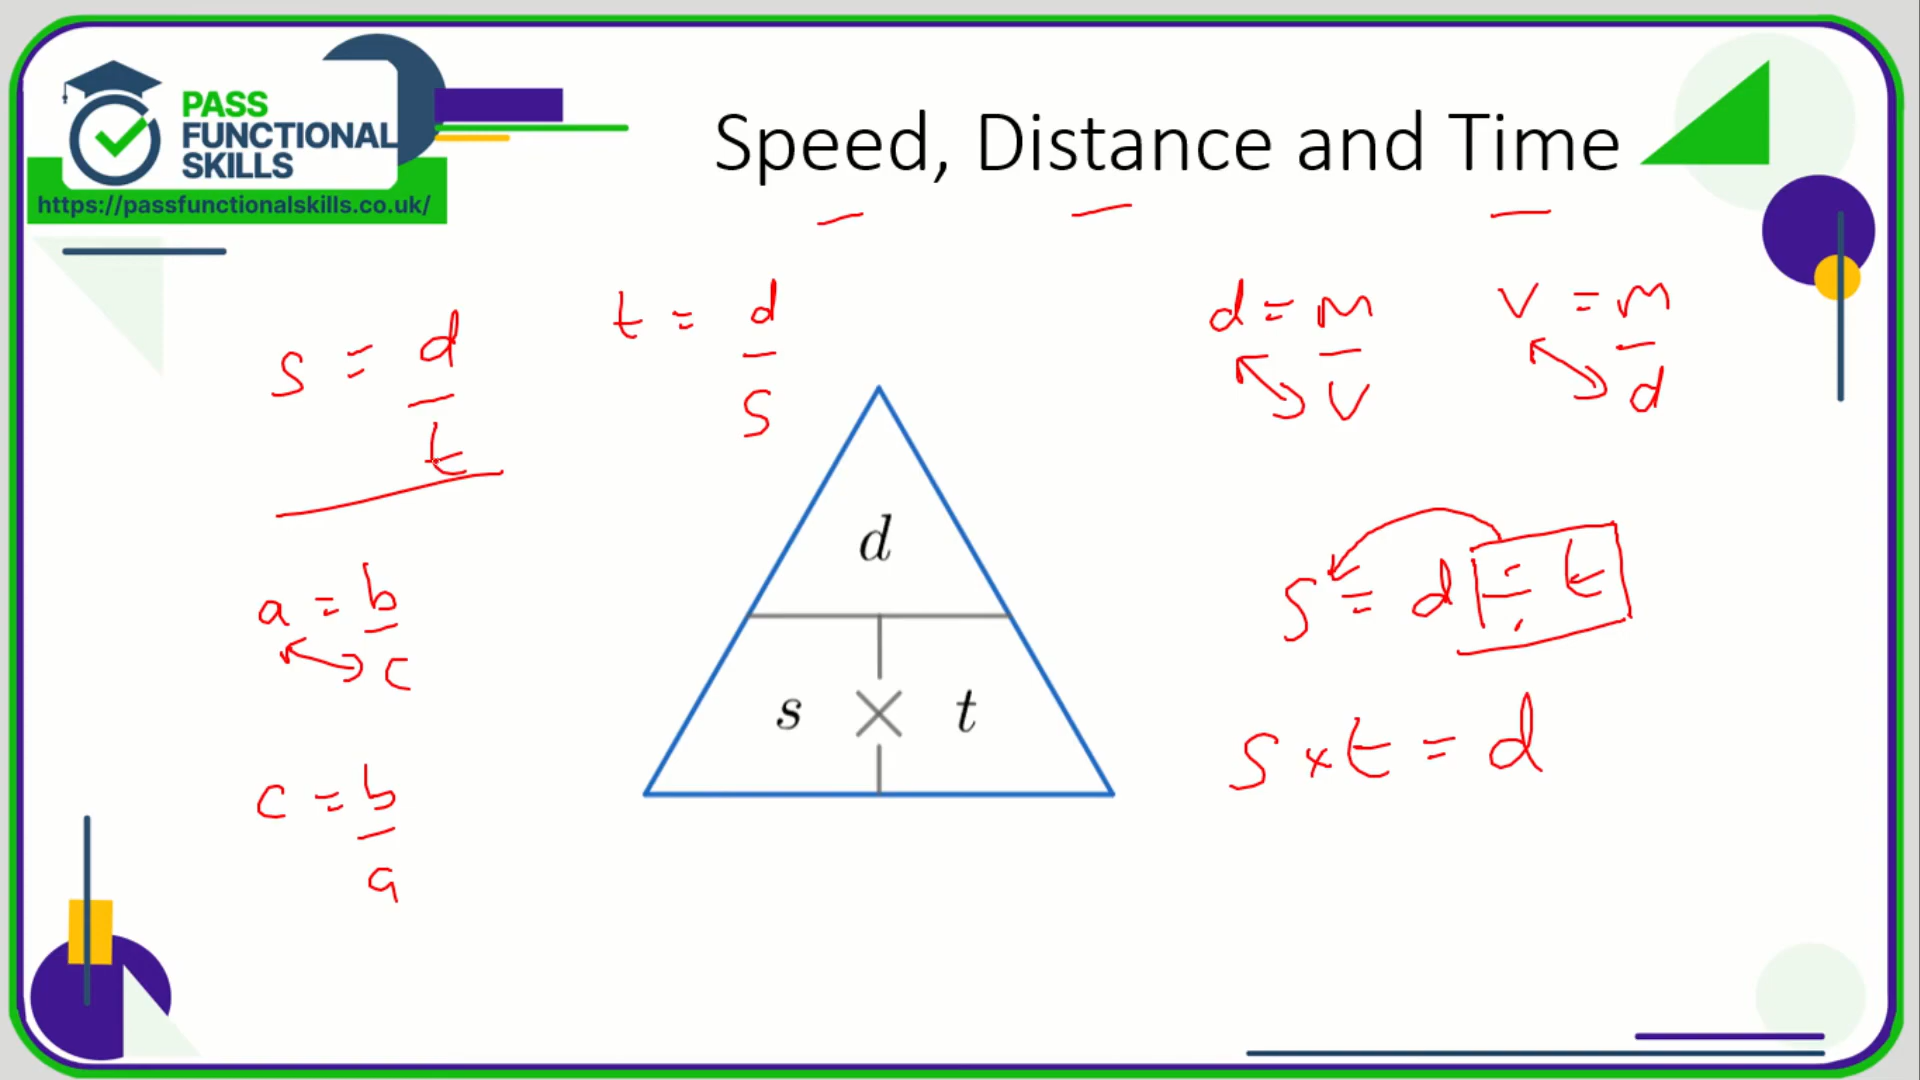 PASS
FUNCTIONAL
SKILLS
https://passfunctionalskills.co.uk/
Speed, Distance and Time
s = d/t
t = d/s
d = m/v
v = m/d
a = b/c
c = b/a
d
s × t
s = d ÷ t
s × t = d